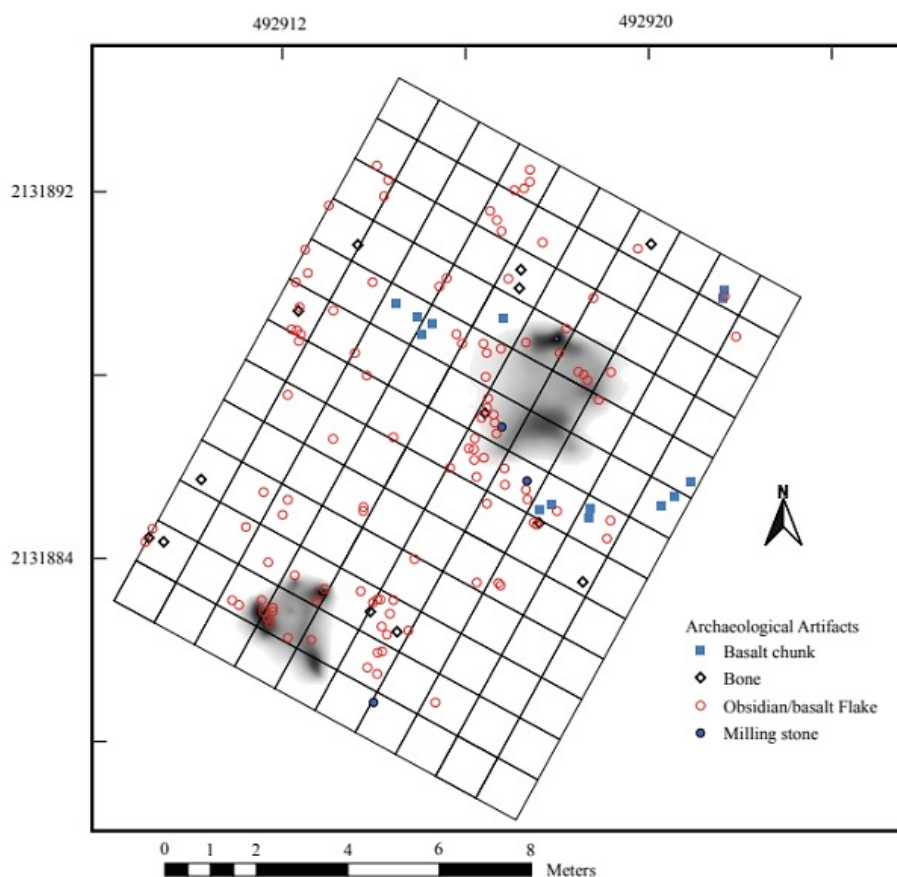 492912
492920
2131892
2131884
N
Archaeological Artifacts
Basalt chunk
Bone
Obsidian/basalt Flake
Milling stone
0 1 2 4 6 8
Meters